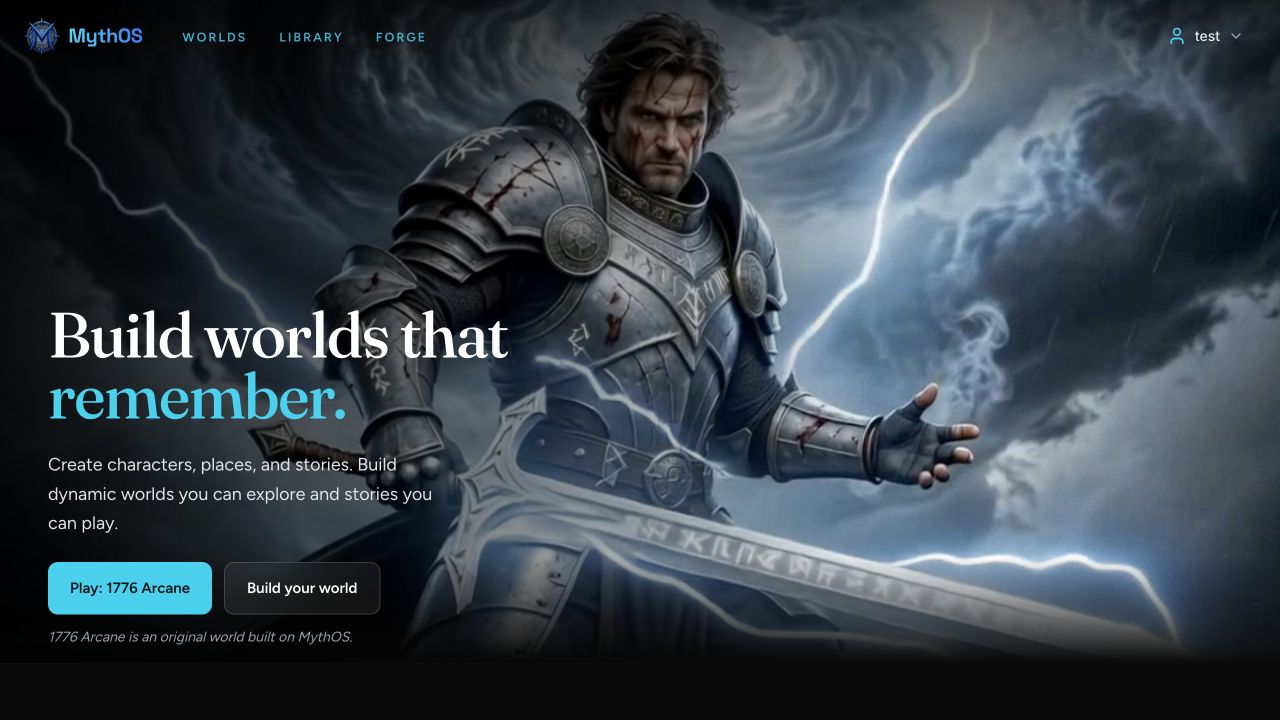 MythOS
WORLDS
LIBRARY
FORGE
test
Build worlds that
remember.
Create characters, places, and stories. Build
dynamic worlds you can explore and stories you
can play.
Play: 1776 Arcane
Build your world
1776 Arcane is an original world built on MythOS.